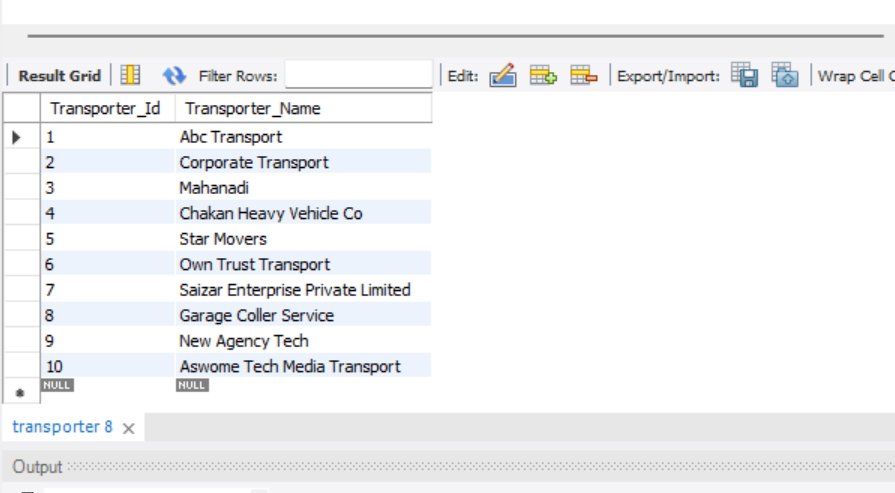 Result Grid Filter Rows: Edit: Export/Import: Wrap Cell C
Transporter_Id Transporter_Name
1 Abc Transport
2 Corporate Transport
3 Mahanadi
4 Chakan Heavy Vehicle Co
5 Star Movers
6 Own Trust Transport
7 Saizar Enterprise Private Limited
8 Garage Coller Service
9 New Agency Tech
10 Aswome Tech Media Transport
NULL NULL
transporter 8
Output